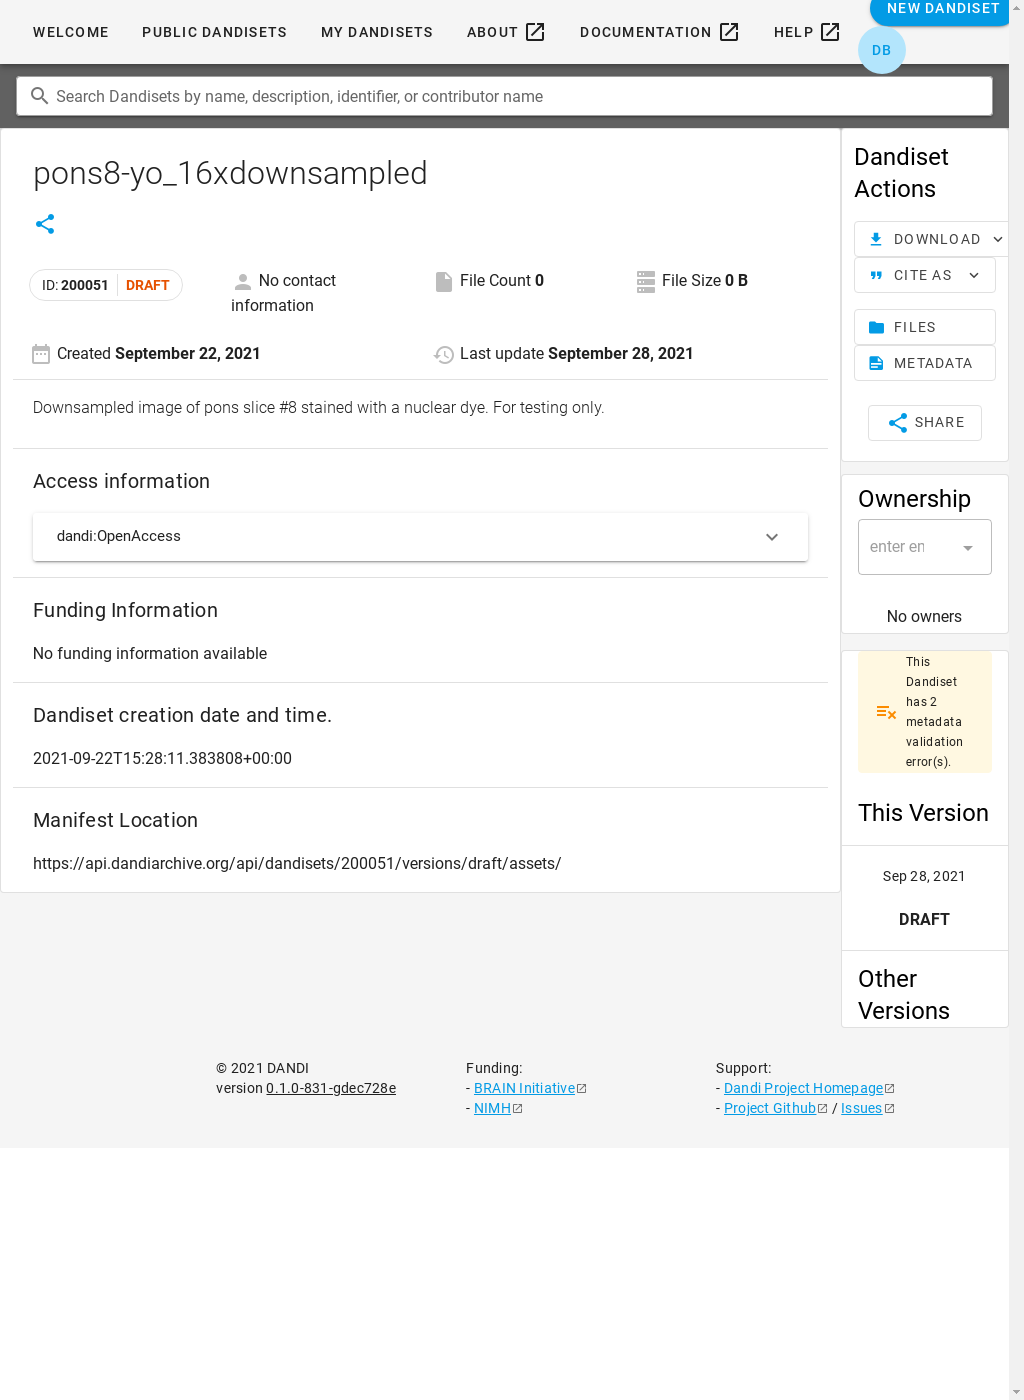 WELCOME PUBLIC DANDISETS MY DANDISETS ABOUT DOCUMENTATION HELP NEW DANDISET
DB
Search Dandisets by name, description, identifier, or contributor name
pons8-yo_16xdownsampled
ID: 200051 DRAFT
No contact
information
File Count 0
File Size 0 B
Created September 22, 2021
Last update September 28, 2021
Downsampled image of pons slice #8 stained with a nuclear dye. For testing only.
Access information
dandi:OpenAccess
Funding Information
No funding information available
Dandiset creation date and time.
2021-09-22T15:28:11.383808+00:00
Manifest Location
https://api.dandiarchive.org/api/dandisets/200051/versions/draft/assets/
Dandiset
Actions
DOWNLOAD
CITE AS
FILES
METADATA
SHARE
Ownership
enter en
No owners
This
Dandiset
has 2
metadata
validation
error(s).
This Version
Sep 28, 2021
DRAFT
Other
Versions
© 2021 DANDI
version 0.1.0-831-gdec728e
Funding:
- BRAIN Initiative
- NIMH
Support:
- Dandi Project Homepage
- Project Github / Issues